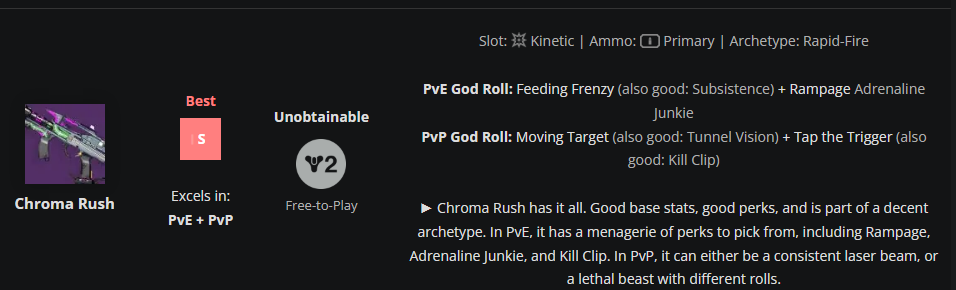 Slot: Kinetic | Ammo: Primary | Archetype: Rapid-Fire
Best
S
Excels in:
PvE + PvP
Chroma Rush
Unobtainable
2
Free-to-Play
PvE God Roll: Feeding Frenzy (also good: Subsistence) + Rampage Adrenaline
Junkie
PvP God Roll: Moving Target (also good: Tunnel Vision) + Tap the Trigger (also
good: Kill Clip)
► Chroma Rush has it all. Good base stats, good perks, and is part of a decent
archetype. In PvE, it has a menagerie of perks to pick from, including Rampage,
Adrenaline Junkie, and Kill Clip. In PvP, it can either be a consistent laser beam, or
a lethal beast with different rolls.